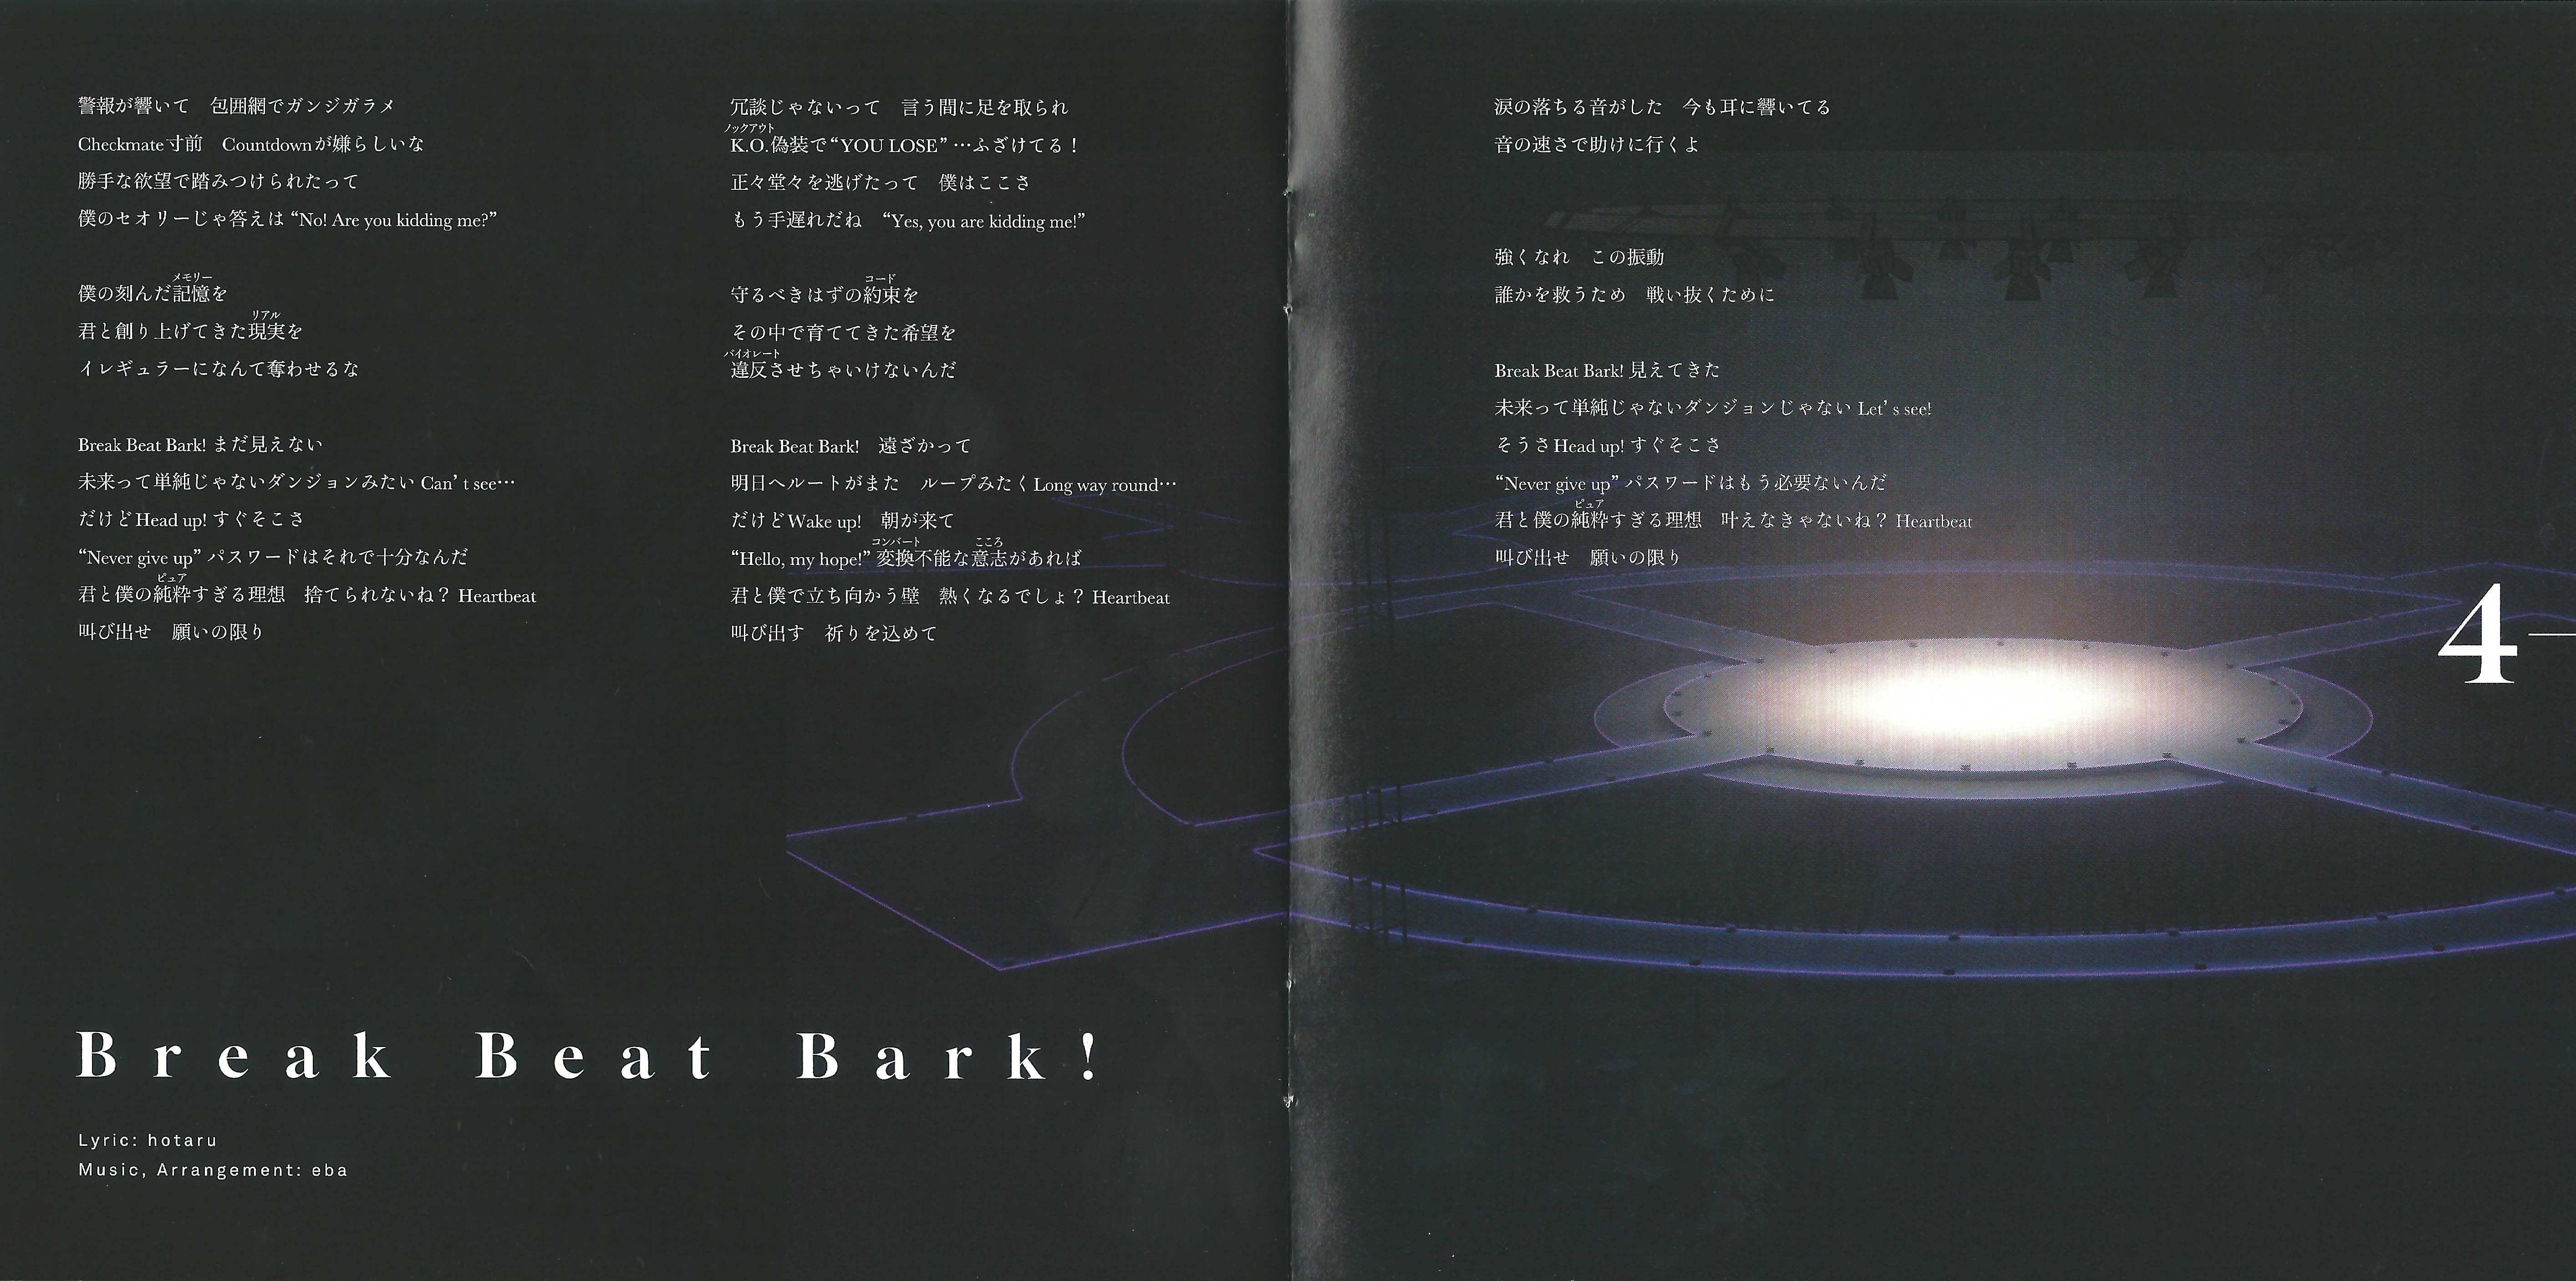 警報が響いて　包囲網でガンジガラメ
Checkmate寸前　Countdownが嫌らしいな
勝手な欲望で踏みつけられたって
僕のセオリーじゃ答えは “No! Are you kidding me?”
メモリー
僕の刻んだ記憶を
リアル
君と創り上げてきた現実を
イレギュラーになんて奪わせるな
Break Beat Bark! まだ見えない
未来って単純じゃないダンジョンみたい Can’t see…
だけどHead up! すぐそこさ
“Never give up” パスワードはそれで十分なんだ
ピュア
君と僕の純粋すぎる理想　捨てられないね？ Heartbeat
叫び出せ　願いの限り
冗談じゃないって　言う間に足を取られ
ノックアウト
K.O.偽装で“YOU LOSE” …ふざけてる！
正々堂々を逃げたって　僕はここさ
もう手遅れだね　“Yes, you are kidding me!”
コード
守るべきはずの約束を
その中で育ててきた希望を
バイオレート
違反させちゃいけないんだ
Break Beat Bark!　遠ざかって
明日へルートがまた　ループみたくLong way round…
だけどWake up!　朝が来て
コンバート　こころ
“Hello, my hope!” 変換不能な意志があれば
君と僕で立ち向かう壁　熱くなるでしょ？ Heartbeat
叫び出す　祈りを込めて
涙の落ちる音がした　今も耳に響いてる
音の速さで助けに行くよ
強くなれ　この振動
誰かを救うため　戦い抜くために
Break Beat Bark! 見えてきた
未来って単純じゃないダンジョンじゃない Let’s see!
そうさHead up! すぐそこさ
“Never give up” パスワードはもう必要ないんだ
ピュア
君と僕の純粋すぎる理想　叶えなきゃないね？ Heartbeat
叫び出せ　願いの限り
4
Break Beat Bark!
Lyric: hotaru
Music, Arrangement: eba